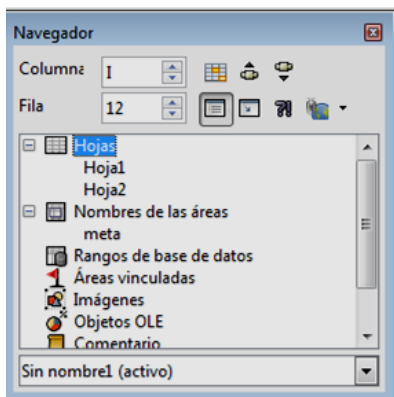 Navegador
Columna I
Fila 12
Hojas
Hoja1
Hoja2
Nombres de las áreas
meta
Rangos de base de datos
Áreas vinculadas
Imágenes
Objetos OLE
Comentario
Sin nombre1 (activo)